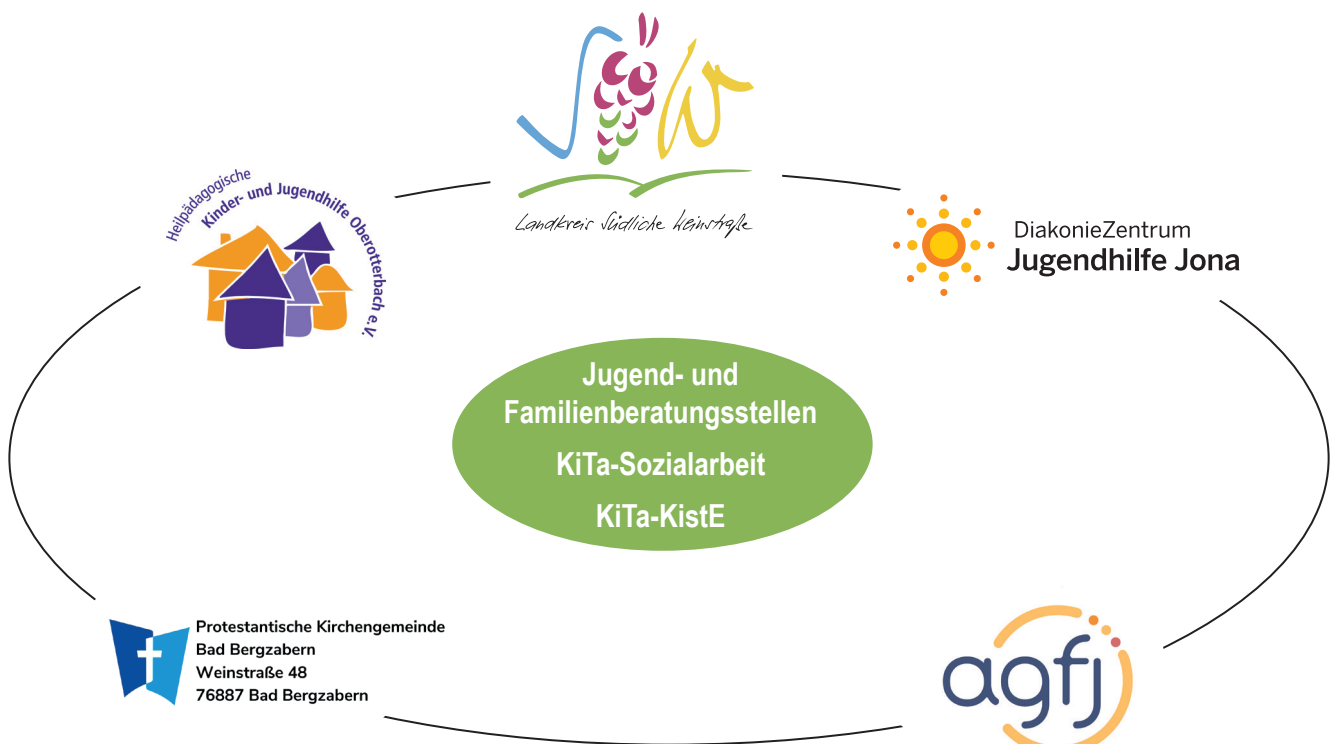 SÜW
Landkreis Südliche Weinstraße
Heilpädagogische
Kinder- und Jugendhilfe Oberotterbach e.V.
DiakonieZentrum
Jugendhilfe Jona
Jugend- und
Familienberatungsstellen
KiTa-Sozialarbeit
KiTa-KistE
Protestantische Kirchengemeinde
Bad Bergzabern
Weinstraße 48
76887 Bad Bergzabern
agfj